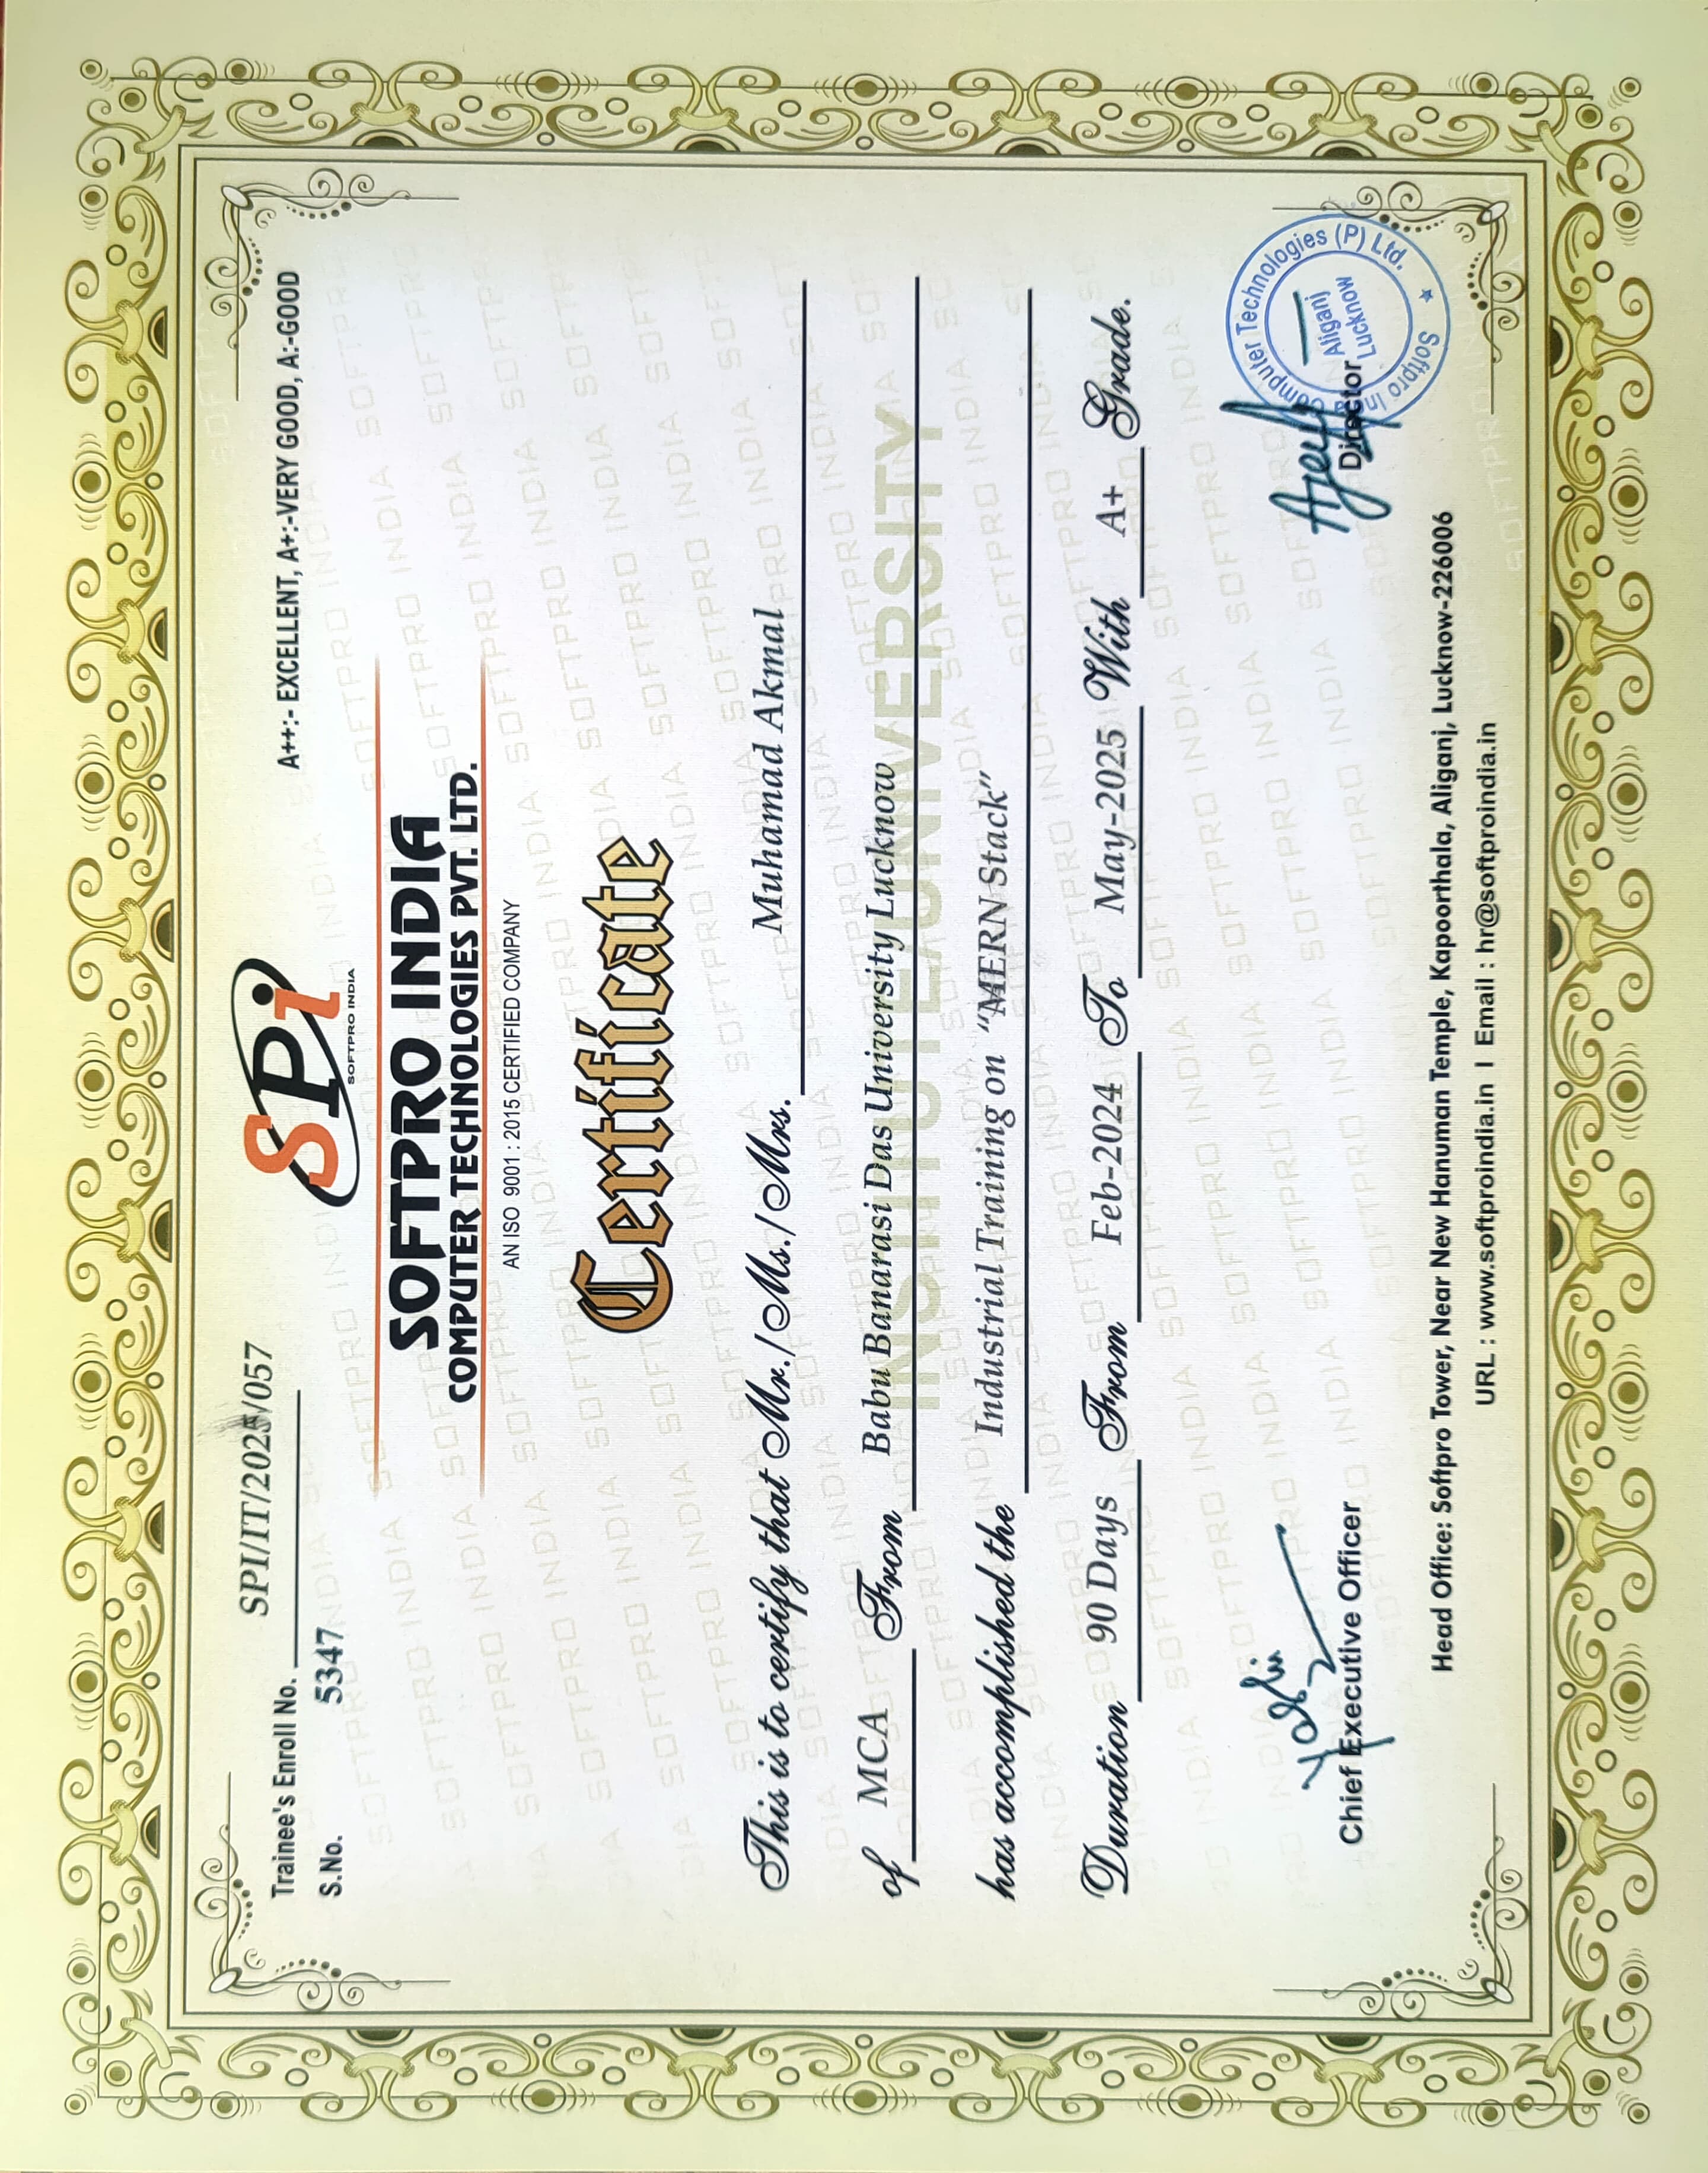 SPI/IT/2025/057
Trainee's Enroll No.
S.No. 5347
SPi
SOFTPRO INDIA
A++:- EXCELLENT, A+:-VERY GOOD, A:-GOOD
SOFTPRO INDIA
COMPUTER TECHNOLOGIES PVT. LTD.
AN ISO 9001 : 2015 CERTIFIED COMPANY
Certificate
This is to certify that Mr./Ms./Mrs. Muhamad Akmal
of MCA From Babu Banarasi Das University Lucknow
INSTITUTE/UNIVERSITY
has accomplished the Industrial Training on "MERN Stack"
Duration 90 Days From Feb-2024 To May-2025 With A+ Grade.
Chief Executive Officer
Director
Softpro India Computer Technologies (P) Ltd.
Aliganj
Lucknow
Head Office: Softpro Tower, Near New Hanuman Temple, Kapoorthala, Aliganj, Lucknow-226006
URL : www.softproindia.in I Email : hr@softproindia.in